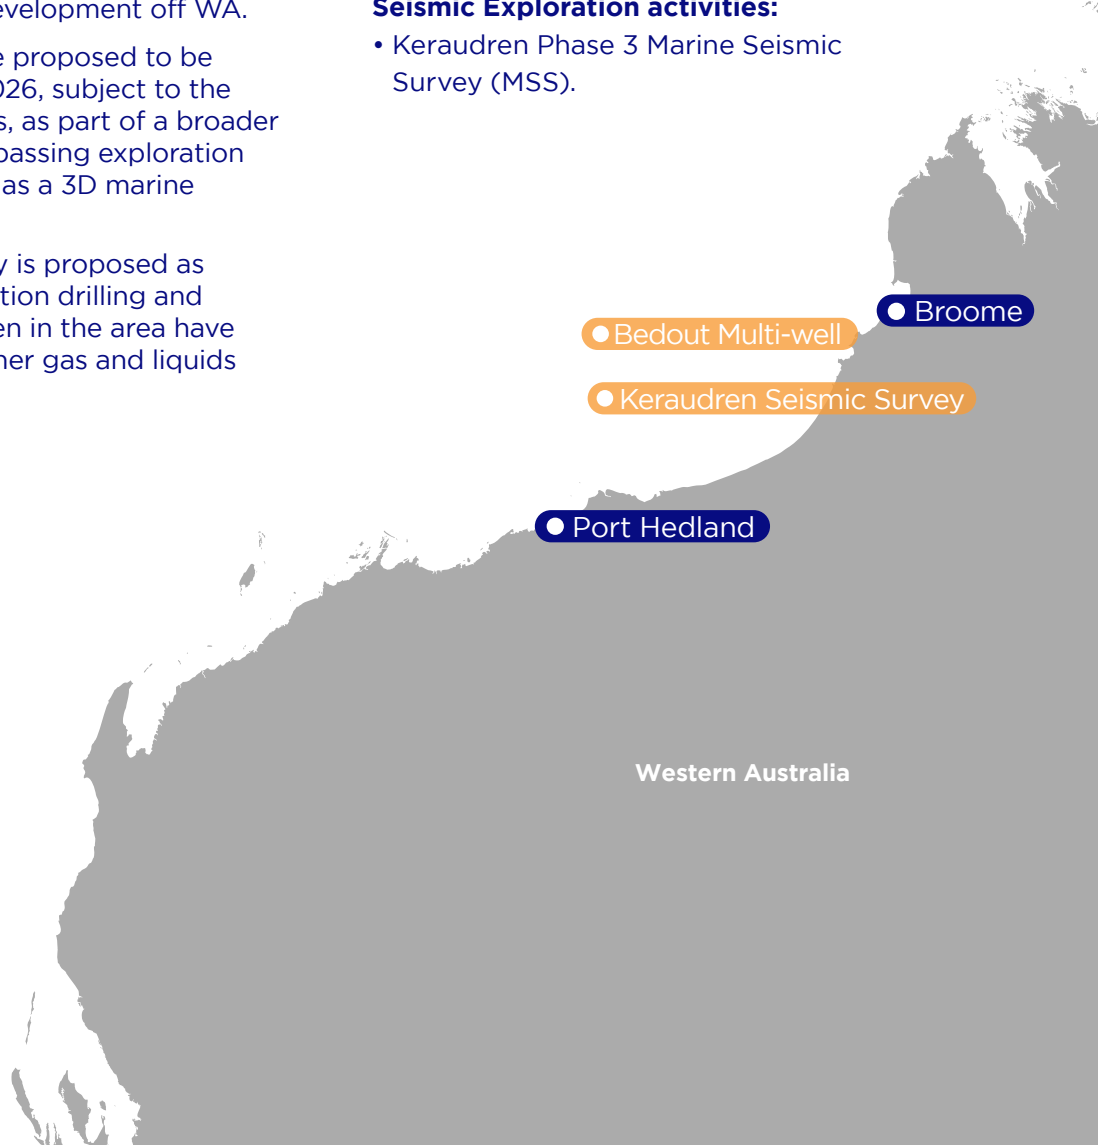 evelopment off WA.
e proposed to be
026, subject to the
s, as part of a broader
passing exploration
as a 3D marine
y is proposed as
tion drilling and
en in the area have
her gas and liquids
Seismic Exploration activities:
• Keraudren Phase 3 Marine Seismic
Survey (MSS).
Broome
Bedout Multi-well
Keraudren Seismic Survey
Port Hedland
Western Australia